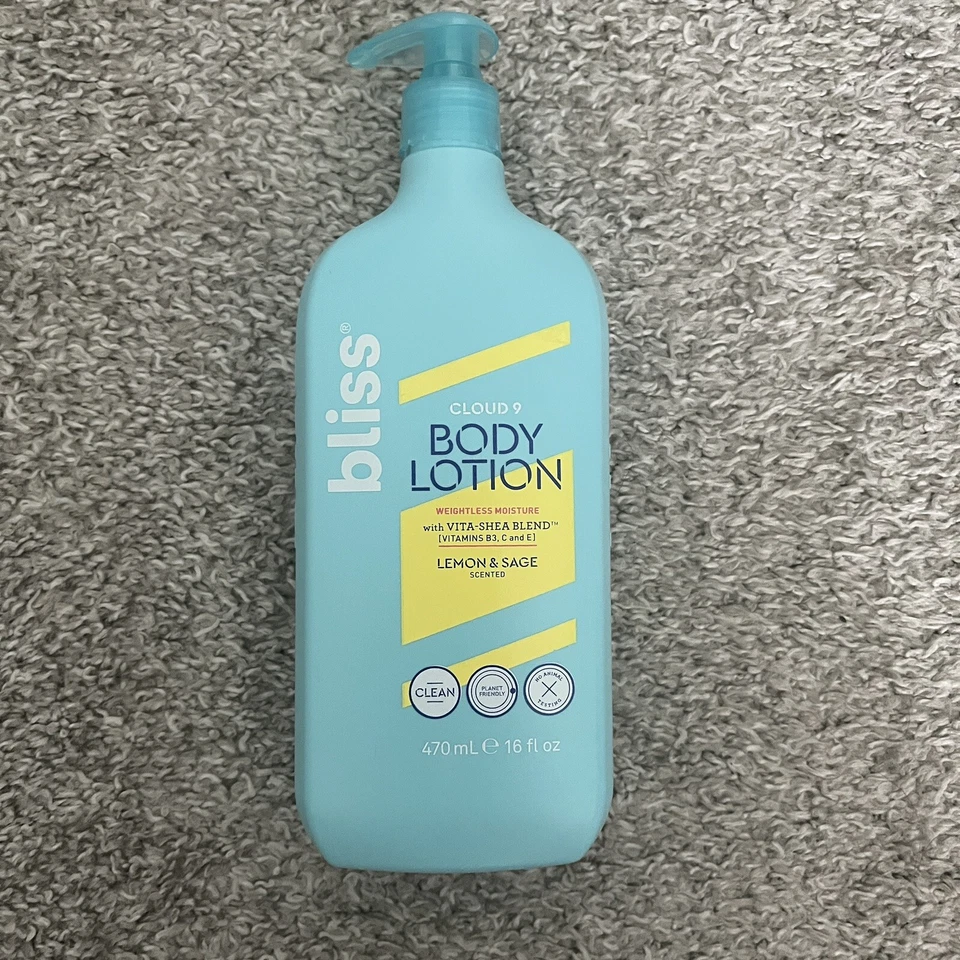 bliss®
CLOUD 9
BODY
LOTION
WEIGHTLESS MOISTURE
with VITA-SHEA BLEND™
[VITAMINS B3, C and E]
LEMON & SAGE
SCENTED
CLEAN
PLANET
FRIENDLY
NO ANIMAL
TESTING
470 mL ℮ 16 fl oz